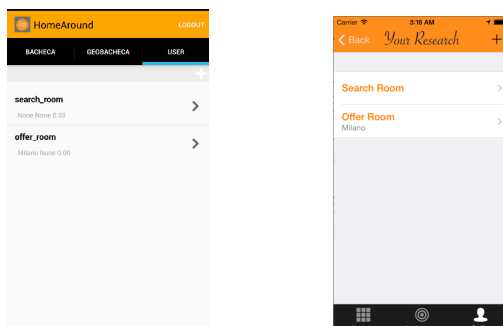 HomeAround LOGOUT
BACHECA GEOBACHECA USER
search_room
None None 0.00
offer_room
Milano None 0.00
Carrier 3:16 AM
Back Your Research +
Search Room
Offer Room
Milano